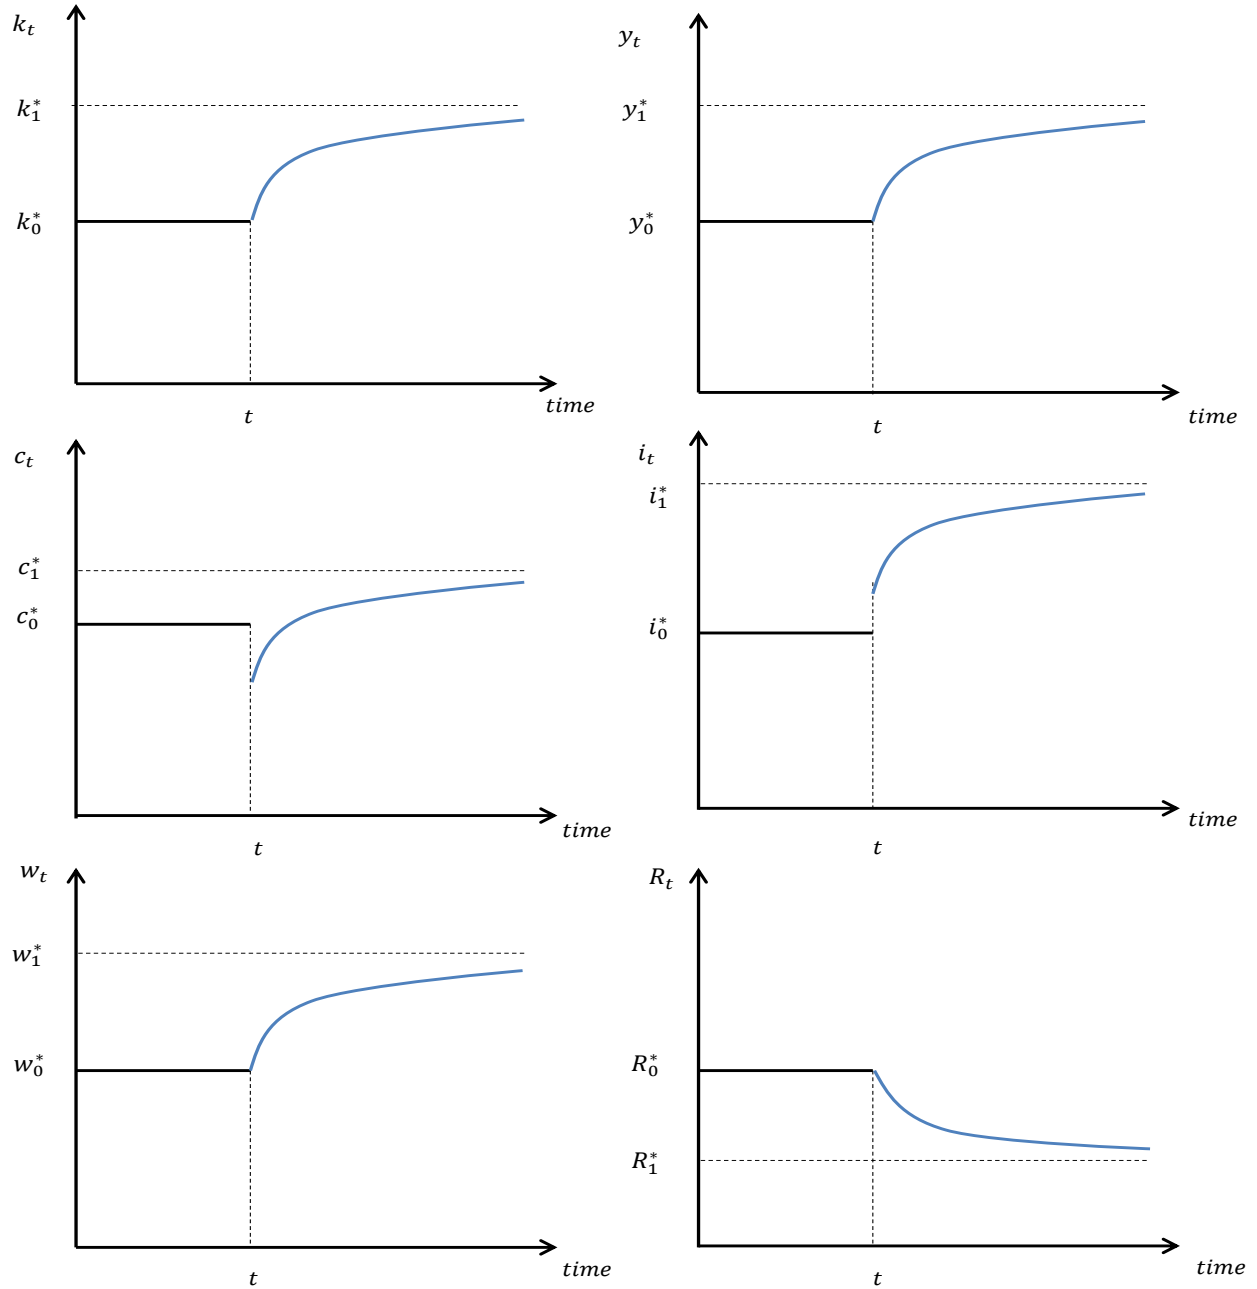 k_t
k_1^*
k_0^*
t
time
y_t
y_1^*
y_0^*
t
time
c_t
c_1^*
c_0^*
t
time
i_t
i_1^*
i_0^*
t
time
w_t
w_1^*
w_0^*
t
time
R_t
R_0^*
R_1^*
t
time